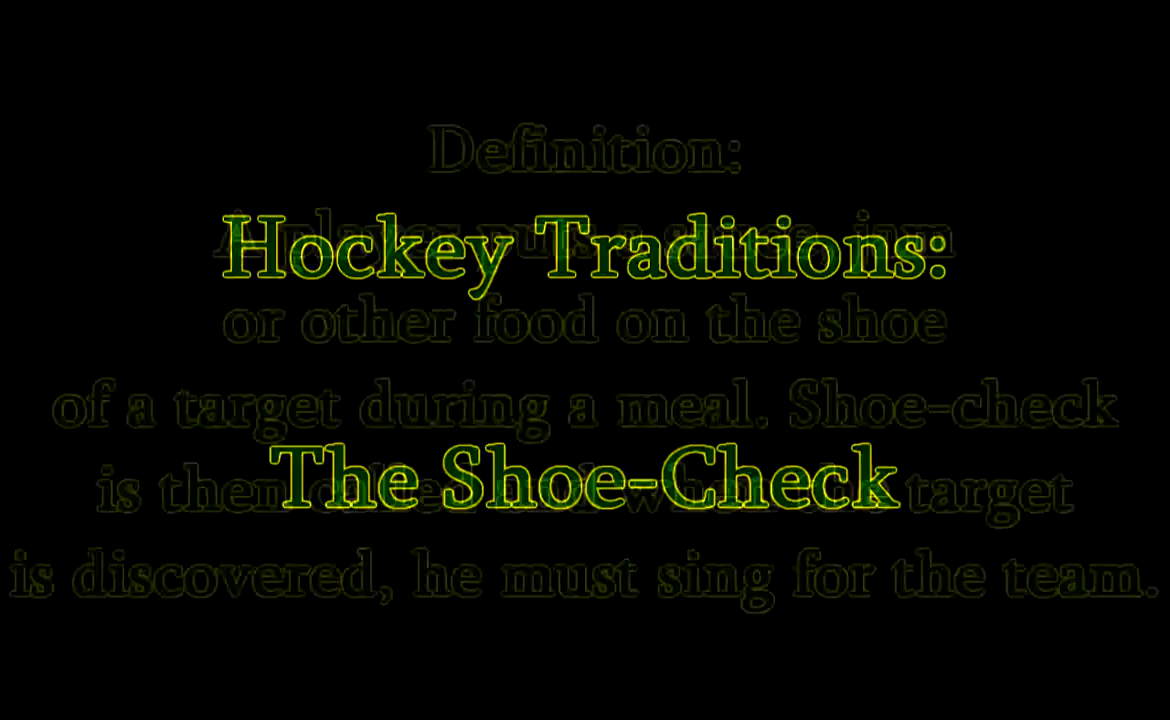 Definition:
Hockey Traditions:
or other food on the shoe
of a target during a meal. Shoe-check
The Shoe-Check
is then target
is discovered, he must sing for the team.